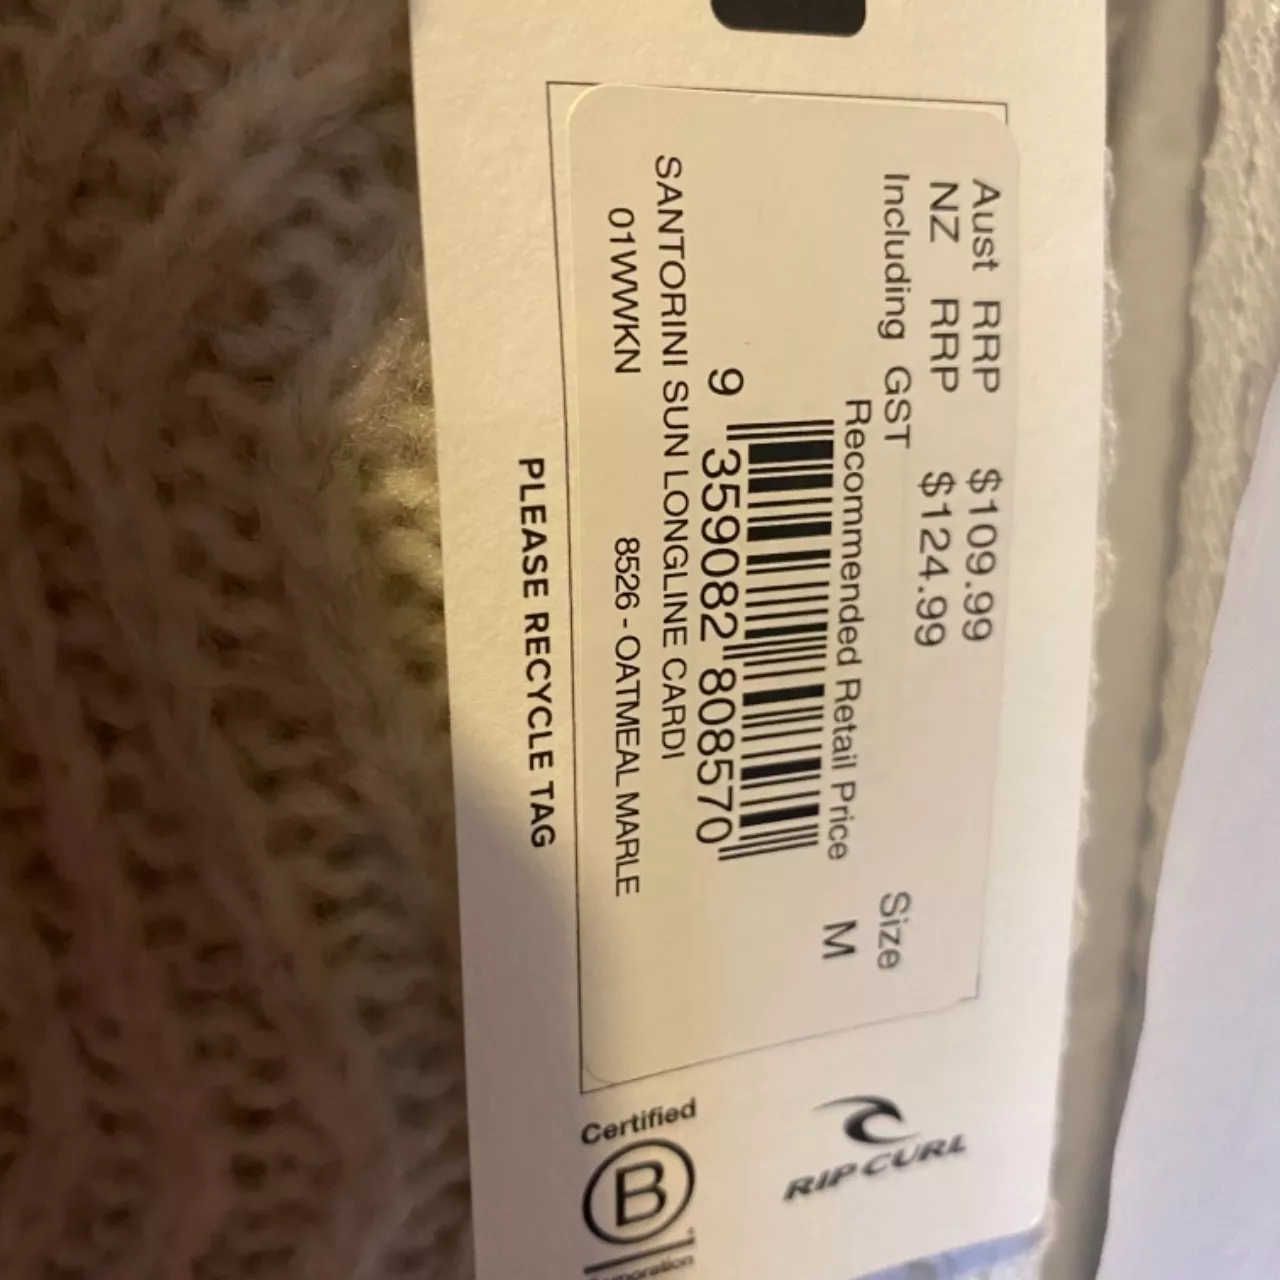 Aust RRP $109.99
NZ RRP $124.99
Including GST
Size
Recommended Retail Price
M
9 359082 808570
SANTORINI SUN LONGLINE CARDI
01WWKN 8526 - OATMEAL MARLE
PLEASE RECYCLE TAG
RIP CURL
Certified
B